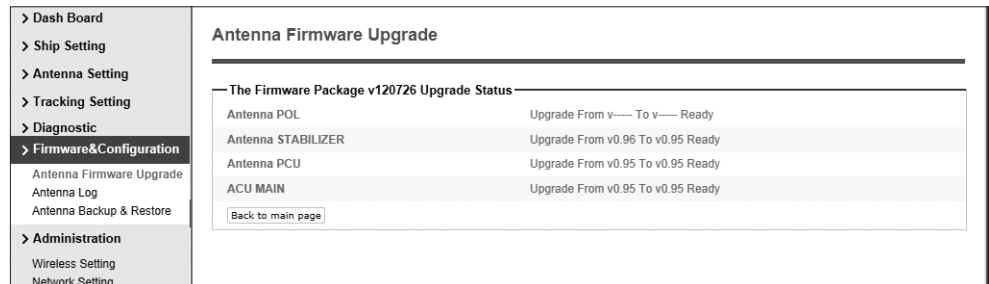 > Dash Board
> Ship Setting
> Antenna Setting
> Tracking Setting
> Diagnostic
> Firmware&Configuration
Antenna Firmware Upgrade
Antenna Log
Antenna Backup & Restore
> Administration
Wireless Setting
Network Setting
Antenna Firmware Upgrade
The Firmware Package v120726 Upgrade Status
Antenna POL Upgrade From v----- To v----- Ready
Antenna STABILIZER Upgrade From v0.96 To v0.95 Ready
Antenna PCU Upgrade From v0.95 To v0.95 Ready
ACU MAIN Upgrade From v0.95 To v0.95 Ready
Back to main page